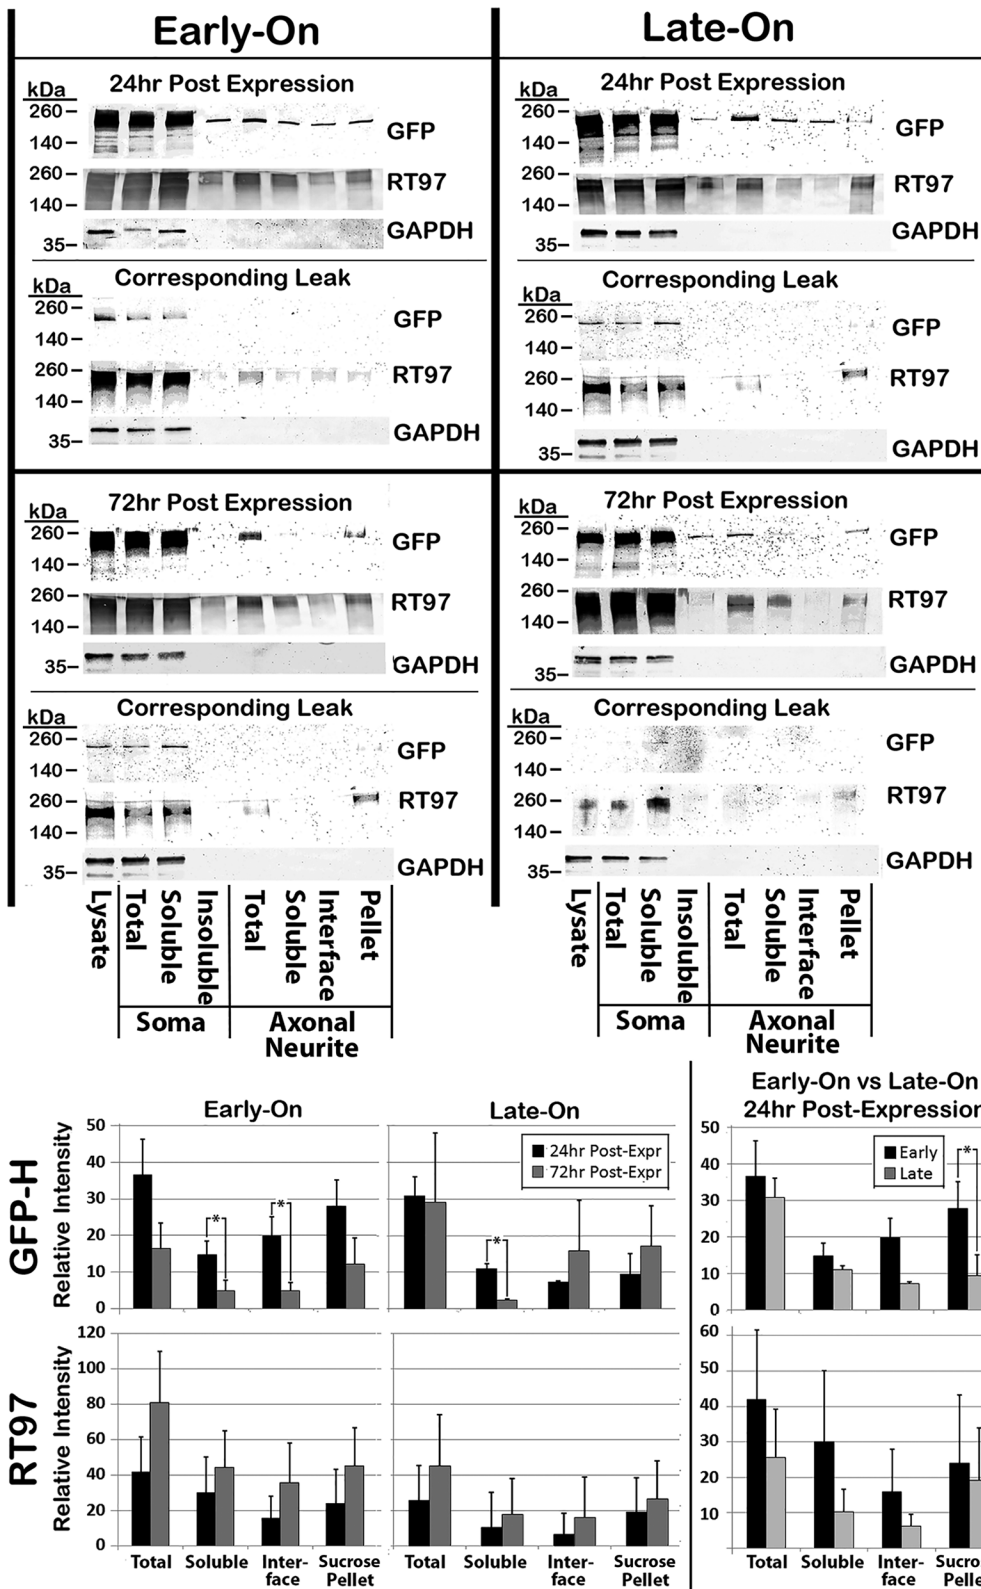 Early-On
Late-On
24hr Post Expression
24hr Post Expression
kDa
260
140
GFP
260
140
RT97
35
GAPDH
kDa
260
140
GFP
260
140
RT97
35
GAPDH
Corresponding Leak
Corresponding Leak
kDa
260
140
GFP
260
140
RT97
35
GAPDH
kDa
260
140
GFP
260
140
RT97
35
GAPDH
72hr Post Expression
72hr Post Expression
kDa
260
140
GFP
260
140
RT97
35
GAPDH
kDa
260
140
GFP
260
140
RT97
35
GAPDH
Corresponding Leak
Corresponding Leak
kDa
260
140
GFP
260
140
RT97
35
GAPDH
kDa
260
140
GFP
260
140
RT97
35
GAPDH
Lysate
Total
Soluble
Insoluble
Total
Soluble
Interface
Pellet
Soma
Axonal
Neurite
Lysate
Total
Soluble
Insoluble
Total
Soluble
Interface
Pellet
Soma
Axonal
Neurite
Early-On
Late-On
Early-On vs Late-On
24hr Post-Expression
GFP-H
Relative Intensity
50
40
30
20
10
0
*
*
24hr Post-Expr
72hr Post-Expr
*
50
40
30
20
10
0
Early
Late
*
RT97
Relative Intensity
120
100
80
60
40
20
0
60
50
40
30
20
10
Total
Soluble
Inter-
face
Sucrose
Pellet
Total
Soluble
Inter-
face
Sucrose
Pellet
Total
Soluble
Inter-
face
Sucro
Pelle